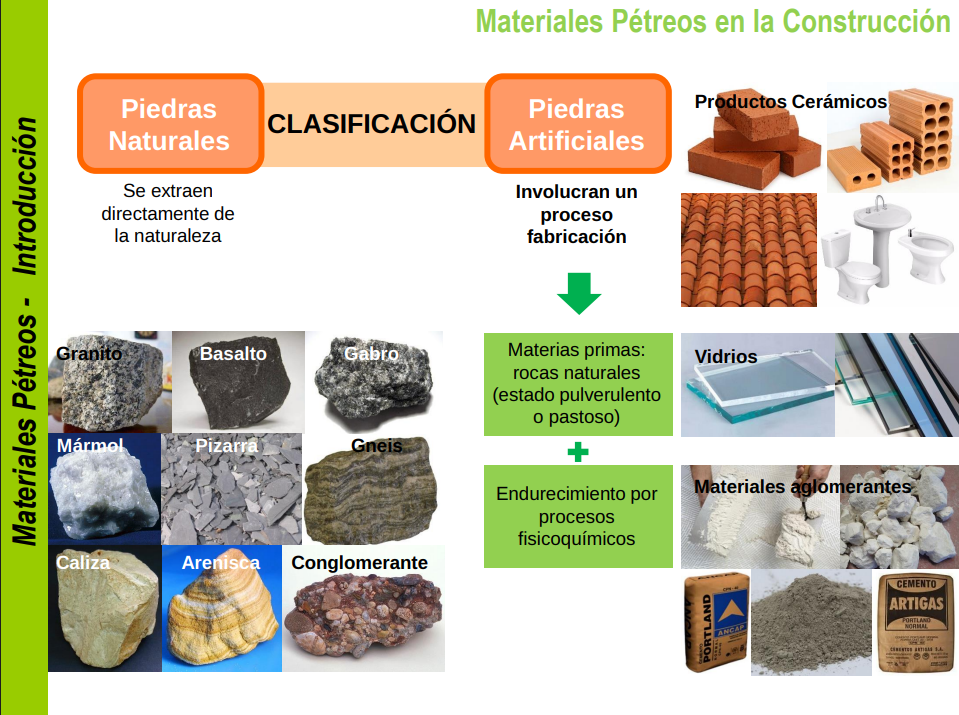 Materiales Pétreos en la Construcción
Materiales Pétreos - Introducción
Piedras
Naturales
CLASIFICACIÓN
Piedras
Artificiales
Se extraen
directamente de
la naturaleza
Involucran un
proceso
fabricación
Materias primas:
rocas naturales
(estado pulverulento
o pastoso)
Endurecimiento por
procesos
fisicoquímicos
Granito
Basalto
Gabro
Mármol
Pizarra
Gneis
Caliza
Arenisca
Conglomerante
Productos Cerámicos
Vidrios
Materiales aglomerantes
PORTLAND
ANCAP
CEMENTO
ARTIGAS
PORTLAND
NORMAL
CEMENTOS ARTIGAS S.A.